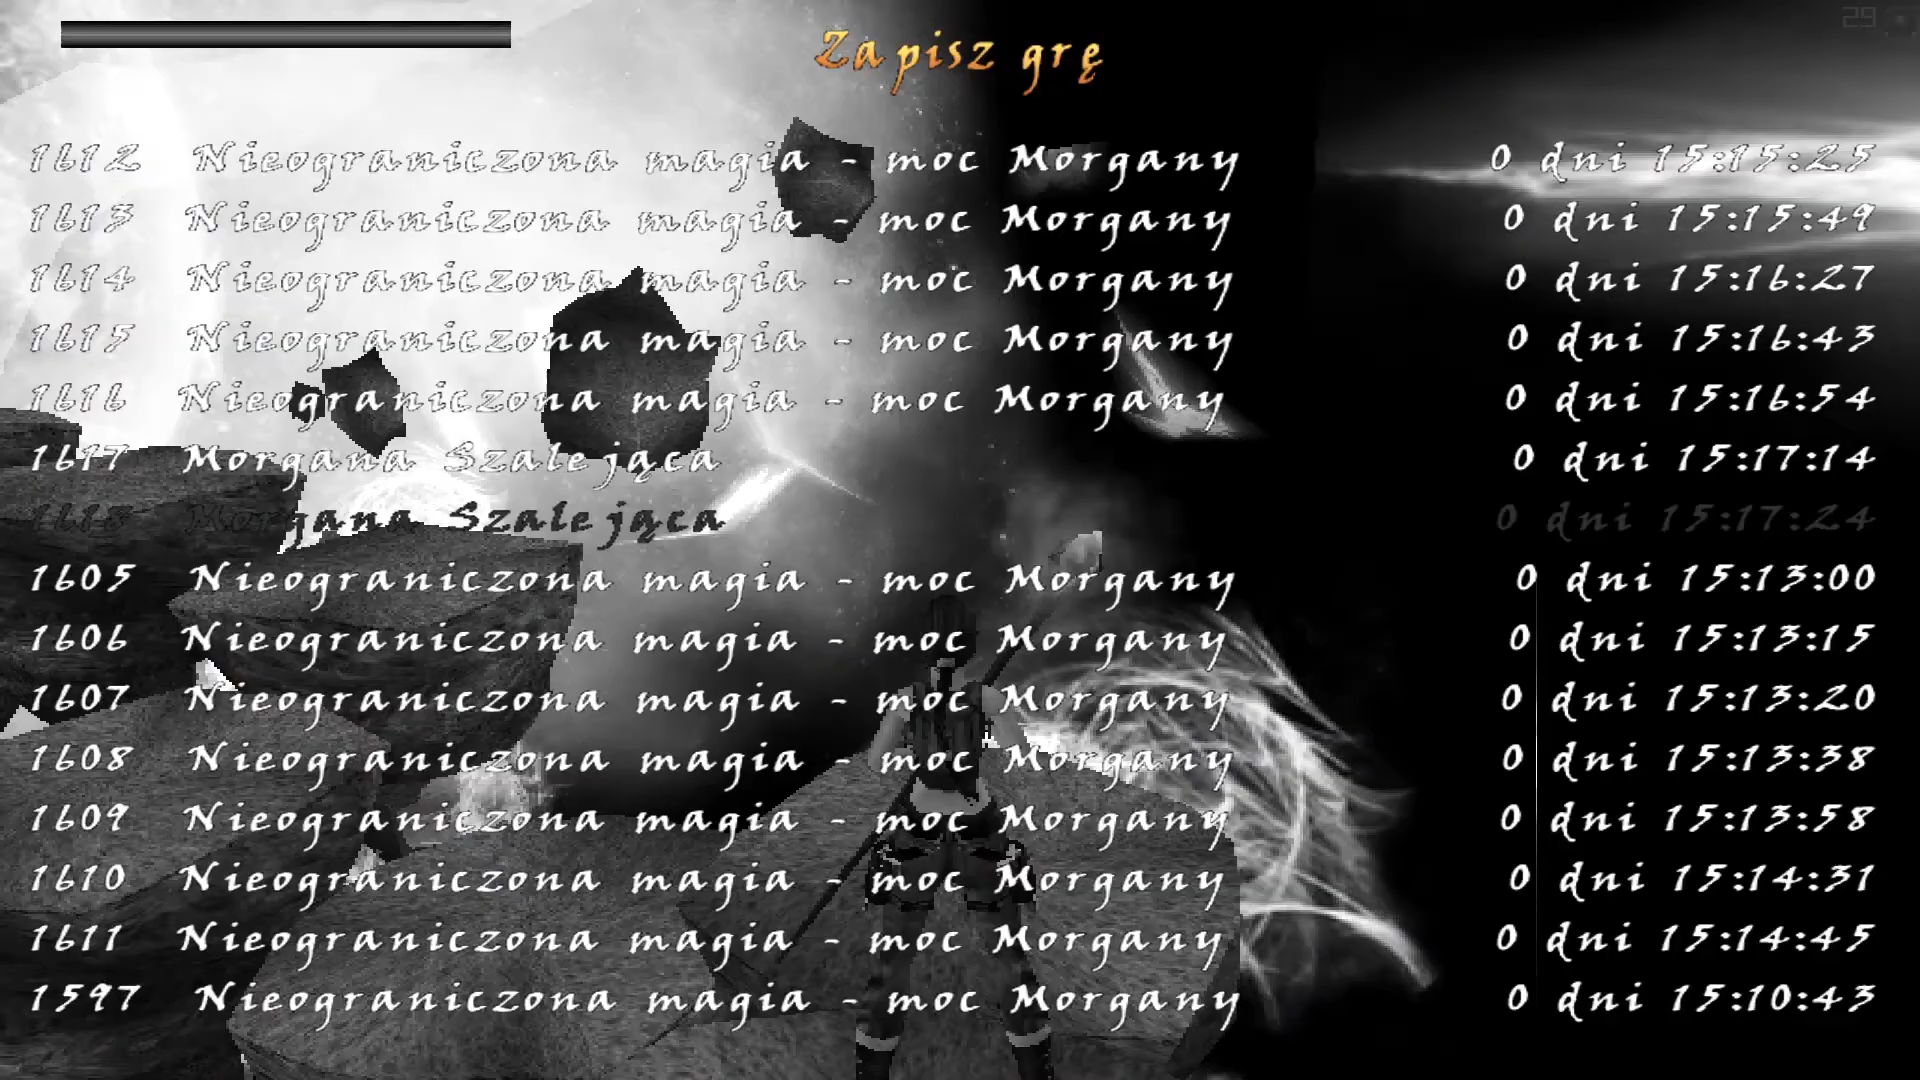 29
Zapisz grę
1612 Nieograniczona magia - moc Morgany 0 dni 15:15:25
1613 Nieograniczona magia - moc Morgany 0 dni 15:15:49
1614 Nieograniczona magia - moc Morgany 0 dni 15:16:27
1615 Nieograniczona magia - moc Morgany 0 dni 15:16:43
1616 Nieograniczona magia - moc Morgany 0 dni 15:16:54
1617 Morgana Szalejąca 0 dni 15:17:14
1618 Morgana Szalejąca 0 dni 15:17:24
1605 Nieograniczona magia - moc Morgany 0 dni 15:13:00
1606 Nieograniczona magia - moc Morgany 0 dni 15:13:15
1607 Nieograniczona magia - moc Morgany 0 dni 15:13:20
1608 Nieograniczona magia - moc Morgany 0 dni 15:13:38
1609 Nieograniczona magia - moc Morgany 0 dni 15:13:58
1610 Nieograniczona magia - moc Morgany 0 dni 15:14:31
1611 Nieograniczona magia - moc Morgany 0 dni 15:14:45
1597 Nieograniczona magia - moc Morgany 0 dni 15:10:43